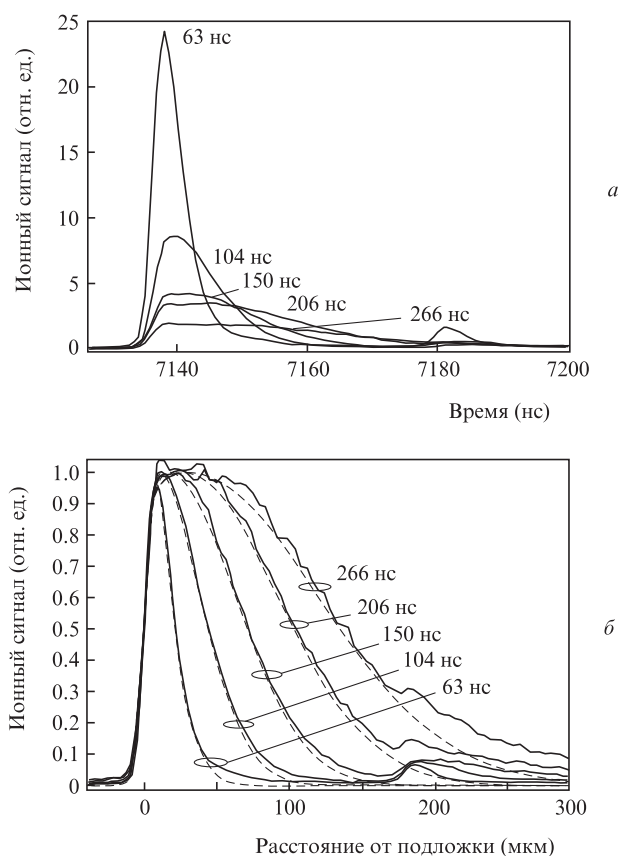 25
20
15
10
5
0
Ионный сигнал (отн. ед.)
63 нс
104 нс
150 нс
206 нс
266 нс
7140 7160 7180 7200
Время (нс)
а
1.0
0.9
0.8
0.7
0.6
0.5
0.4
0.3
0.2
0.1
0
Ионный сигнал (отн. ед.)
266 нс
206 нс
150 нс
104 нс
63 нс
0 100 200 300
Расстояние от подложки (мкм)
б